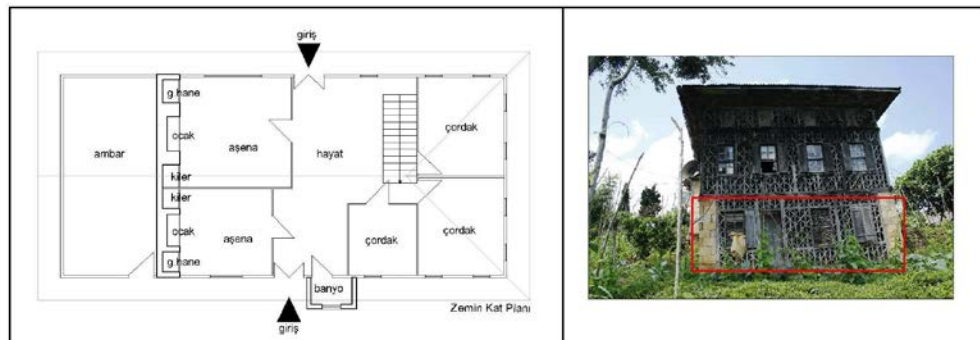 giriş
g.hane
ocak
kiler
kiler
ocak
g.hane
ambar
aşena
aşena
hayat
çordak
çordak
çordak
banyo
giriş
Zemin Kat Planı